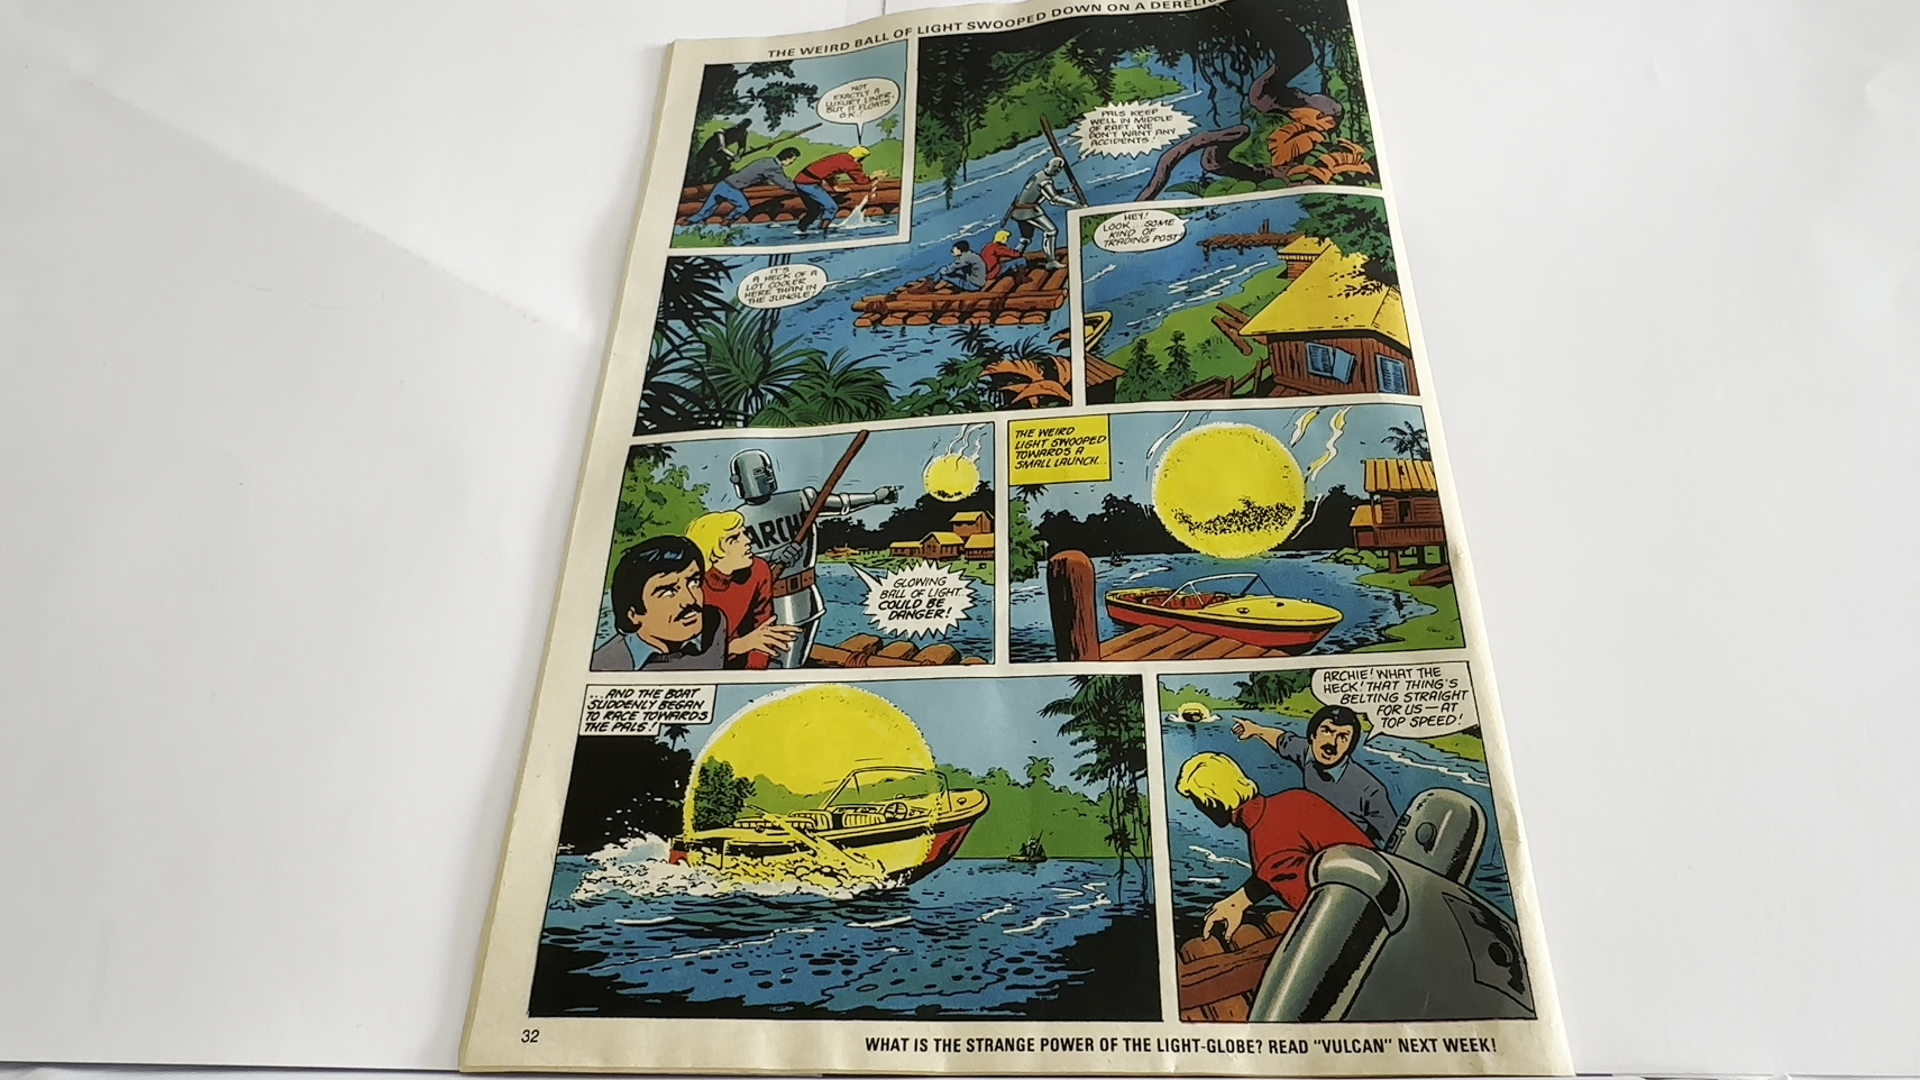 THE WEIRD BALL OF LIGHT SWOOPED DOWN ON A
NOT
EXACTLY A
LUXURY LINER,
BUT IT FLOATS
O.K.!
PALS KEEP
WELL IN MIDDLE
OF RAFT. WE
DON'T WANT ANY
ACCIDENTS!
IT'S
A HECK OF A
LOT COOLER
HERE THAN IN
THE JUNGLE!
HEY!
LOOK... SOME
KIND OF
TRADING POST!
ARCHI
GLOWING
BALL OF LIGHT..
COULD BE
DANGER!
THE WEIRD
LIGHT SWOOPED
TOWARDS A
SMALL LAUNCH...
...AND THE BOAT
SUDDENLY BEGAN
TO RACE TOWARDS
THE PALS!
ARCHIE! WHAT THE
HECK! THAT THING'S
BELTING STRAIGHT
FOR US — AT
TOP SPEED!
32
WHAT IS THE STRANGE POWER OF THE LIGHT-GLOBE? READ "VULCAN" NEXT WEEK!